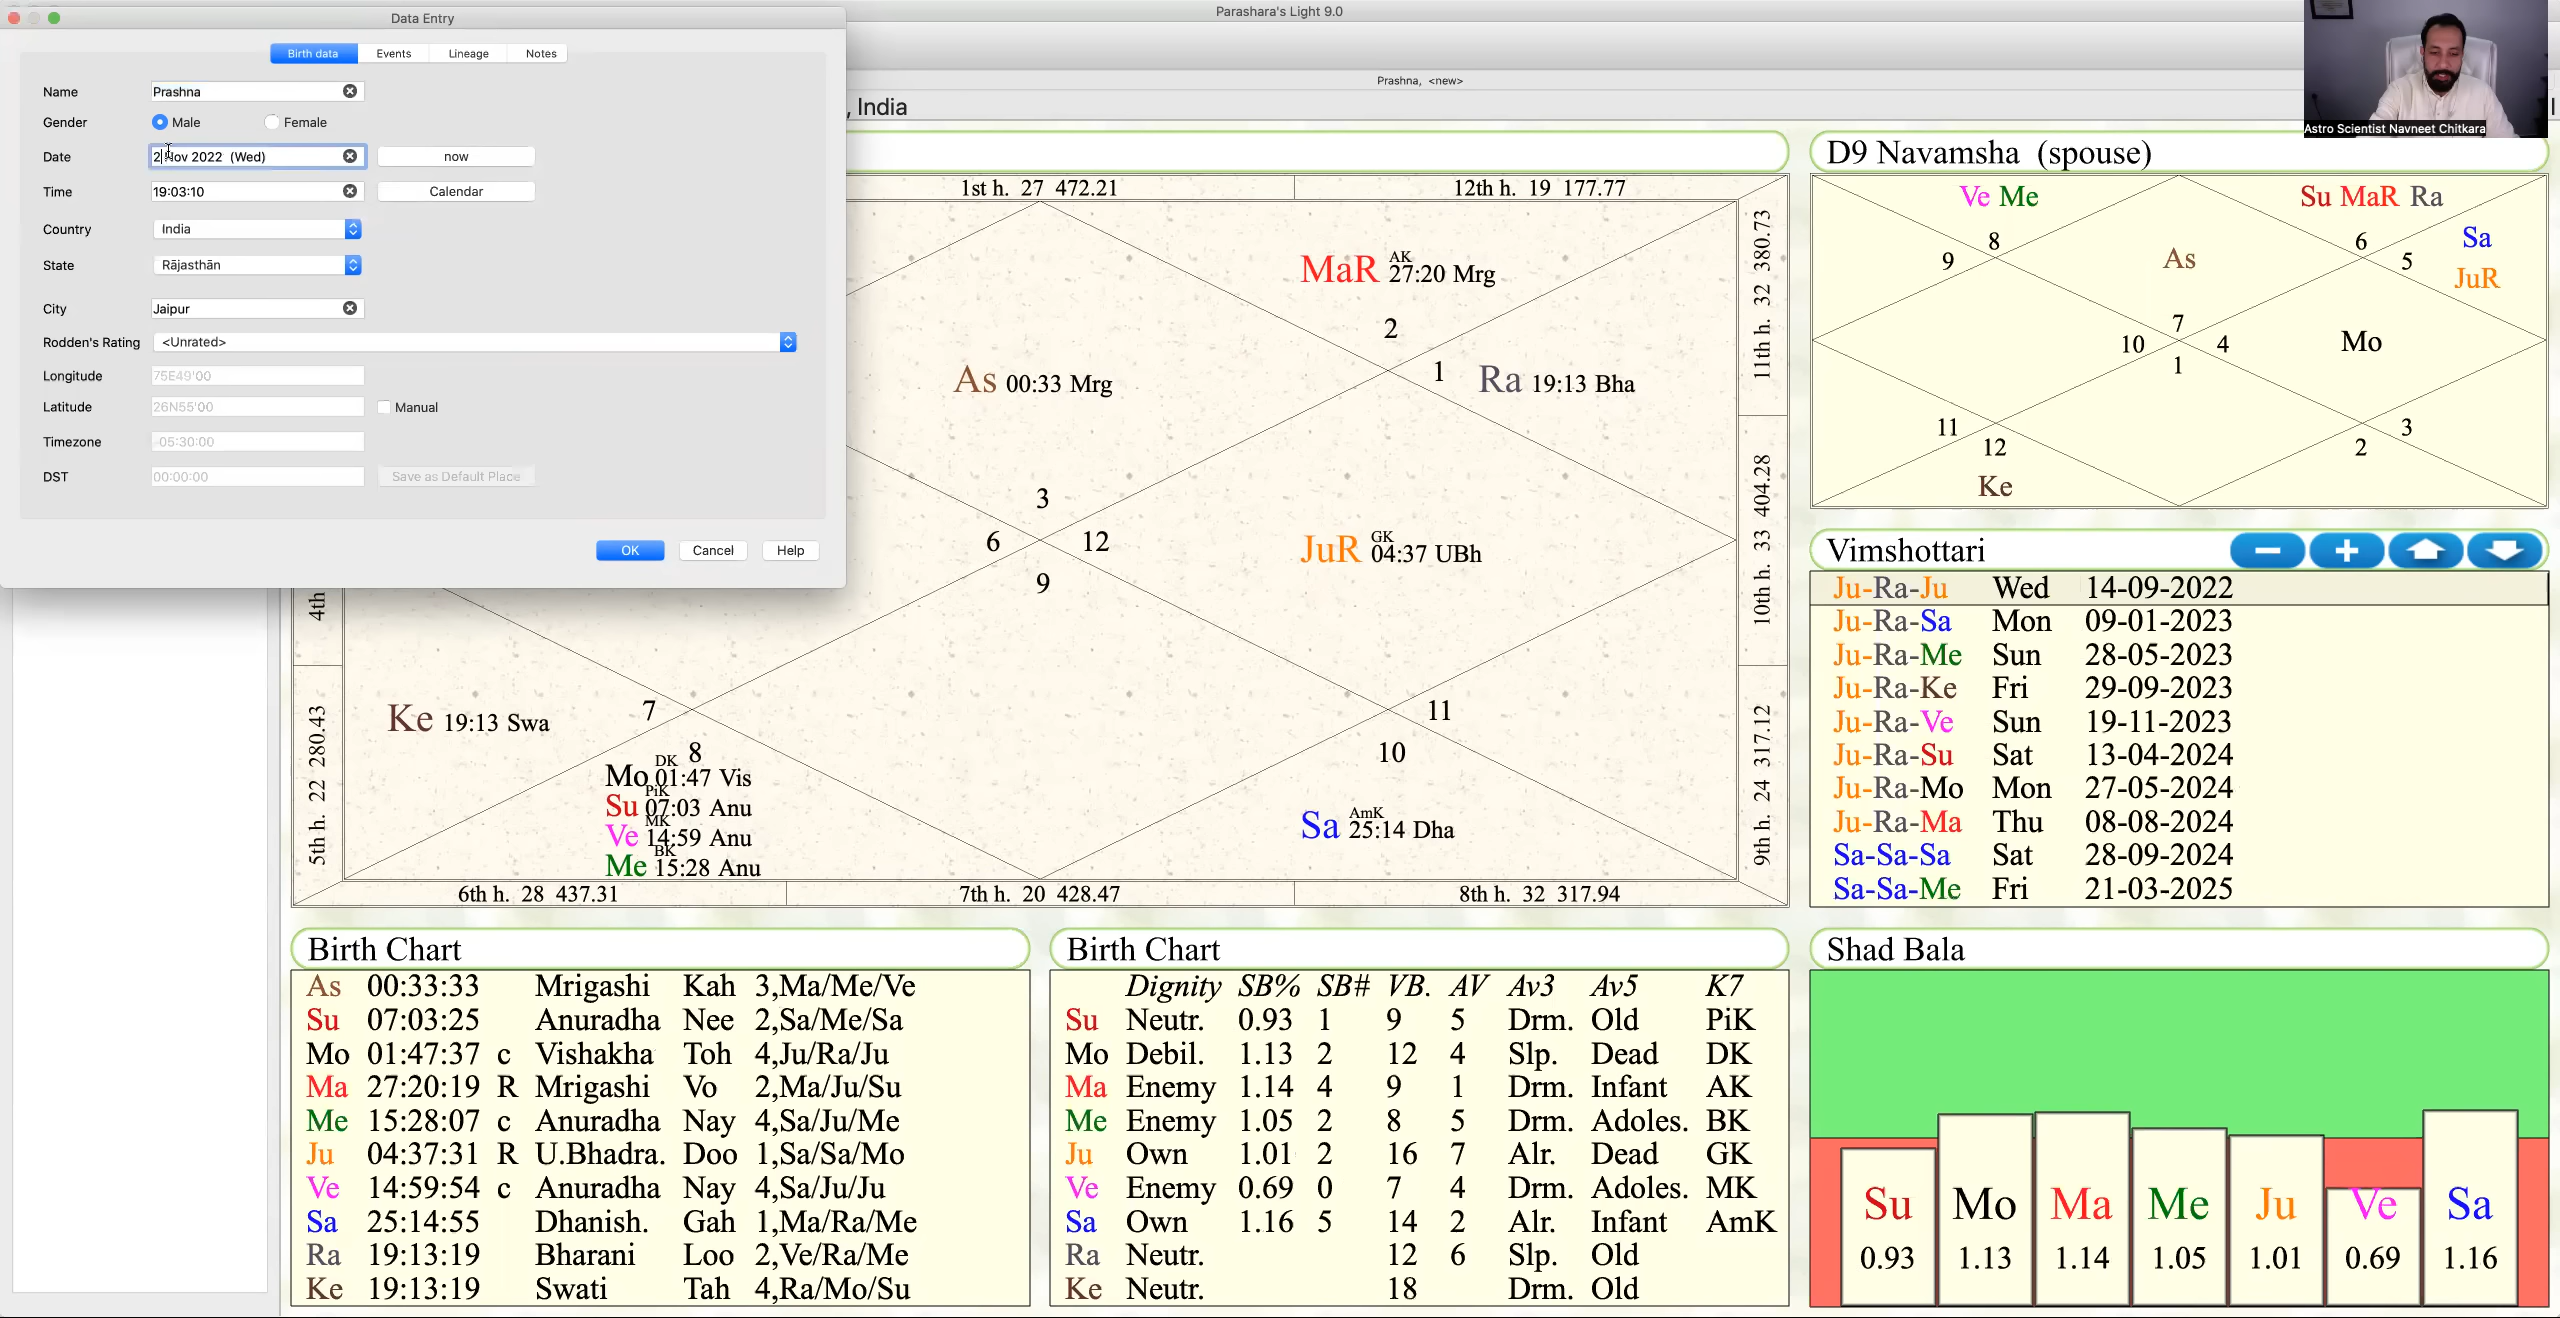 Data Entry
Parashara's Light 9.0
Birth data Events Lineage Notes
Prashna, <new>
, India
Name Prashna
Gender Male Female
Date 2 Nov 2022 (Wed) now
Time 19:03:10 Calendar
Country India
State Rājasthān
City Jaipur
Rodden's Rating <Unrated>
Longitude 75E49'00
Latitude 26N55'00 Manual
Timezone -05:30:00
DST 00:00:00 Save as Default Place
OK Cancel Help
Astro Scientist Navneet Chitkara
1st h. 27 472.21
12th h. 19 177.77
11th h. 32 380.73
10th h. 33 404.28
9th h. 24 317.12
8th h. 32 317.94
7th h. 20 428.47
6th h. 28 437.31
5th h. 22 280.43
4th
MaR AK 27:20 Mrg
2
1
Ra 19:13 Bha
As 00:33 Mrg
3
6 12
9
JuR GK 04:37 UBh
Ke 19:13 Swa
7
8
Mo DK 01:47 Vis
Su PiK 07:03 Anu
Ve MK 14:59 Anu
Me BK 15:28 Anu
11
10
Sa AmK 25:14 Dha
D9 Navamsha (spouse)
Ve Me
Su MaR Ra
Sa
JuR
8
9
As
6
5
7
10 4
1
Mo
11
12
3
2
Ke
Vimshottari
Ju-Ra-Ju Wed 14-09-2022
Ju-Ra-Sa Mon 09-01-2023
Ju-Ra-Me Sun 28-05-2023
Ju-Ra-Ke Fri 29-09-2023
Ju-Ra-Ve Sun 19-11-2023
Ju-Ra-Su Sat 13-04-2024
Ju-Ra-Mo Mon 27-05-2024
Ju-Ra-Ma Thu 08-08-2024
Sa-Sa-Sa Sat 28-09-2024
Sa-Sa-Me Fri 21-03-2025
Birth Chart
As 00:33:33 Mrigashi Kah 3,Ma/Me/Ve
Su 07:03:25 Anuradha Nee 2,Sa/Me/Sa
Mo 01:47:37 c Vishakha Toh 4,Ju/Ra/Ju
Ma 27:20:19 R Mrigashi Vo 2,Ma/Ju/Su
Me 15:28:07 c Anuradha Nay 4,Sa/Ju/Me
Ju 04:37:31 R U.Bhadra. Doo 1,Sa/Sa/Mo
Ve 14:59:54 c Anuradha Nay 4,Sa/Ju/Ju
Sa 25:14:55 Dhanish. Gah 1,Ma/Ra/Me
Ra 19:13:19 Bharani Loo 2,Ve/Ra/Me
Ke 19:13:19 Swati Tah 4,Ra/Mo/Su
Birth Chart
Dignity SB% SB# VB. AV Av3 Av5 K7
Su Neutr. 0.93 1 9 5 Drm. Old PiK
Mo Debil. 1.13 2 12 4 Slp. Dead DK
Ma Enemy 1.14 4 9 1 Drm. Infant AK
Me Enemy 1.05 2 8 5 Drm. Adoles. BK
Ju Own 1.01 2 16 7 Alr. Dead GK
Ve Enemy 0.69 0 7 4 Drm. Adoles. MK
Sa Own 1.16 5 14 2 Alr. Infant AmK
Ra Neutr. 12 6 Slp. Old
Ke Neutr. 18 Drm. Old
Shad Bala
Su Mo Ma Me Ju Ve Sa
0.93 1.13 1.14 1.05 1.01 0.69 1.16